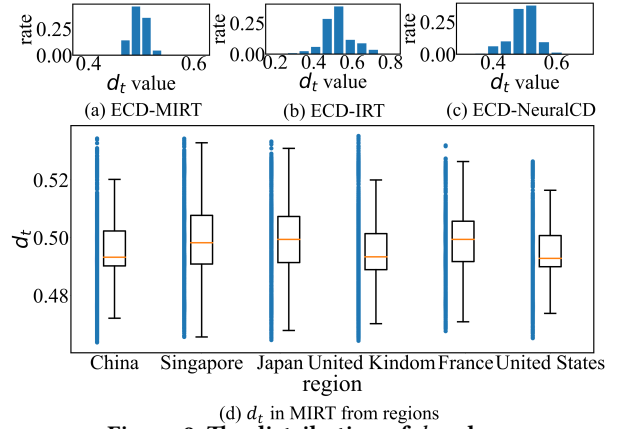 rate
0.25
0.00
0.4
0.6
d_t value
(a) ECD-MIRT
rate
0.25
0.00
0.2
0.4
0.6
0.8
d_t value
(b) ECD-IRT
rate
0.25
0.00
0.4
0.6
d_t value
(c) ECD-NeuralCD
d_t
0.52
0.50
0.48
China Singapore Japan United Kindom France United States
region
(d) d_t in MIRT from regions